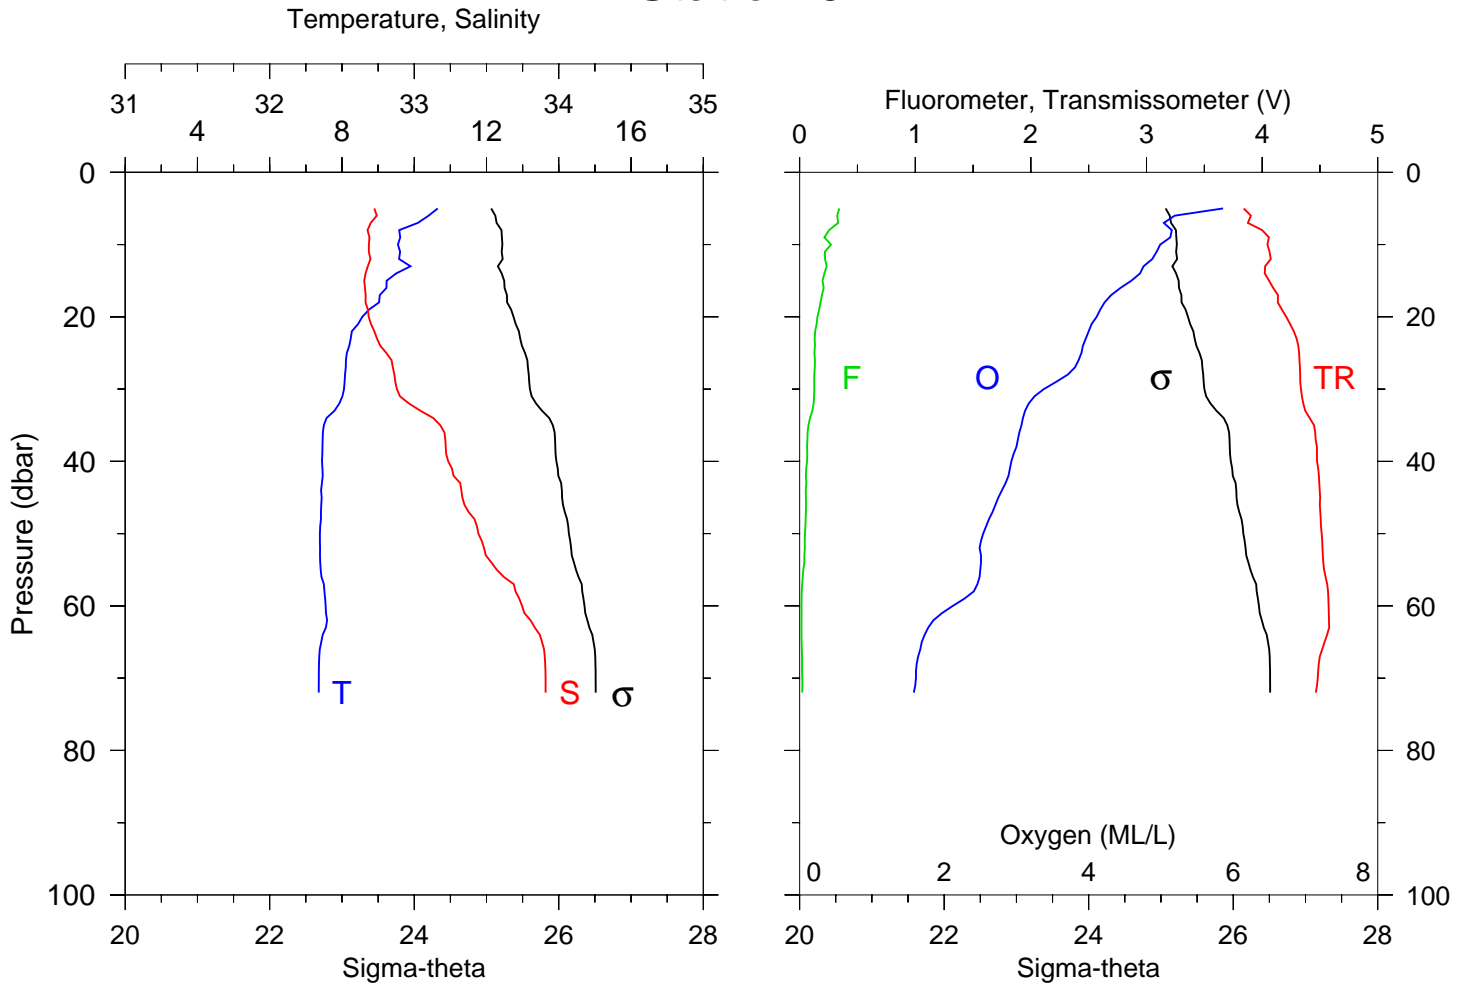 Temperature, Salinity
31 32 33 34 35
4 8 12 16
0
20
40
60
80
100
Pressure (dbar)
T
S
σ
20 22 24 26 28
Sigma-theta
Fluorometer, Transmissometer (V)
0 1 2 3 4 5
0
20
40
60
80
100
F
O
σ
TR
Oxygen (ML/L)
0 2 4 6 8
20 22 24 26 28
Sigma-theta